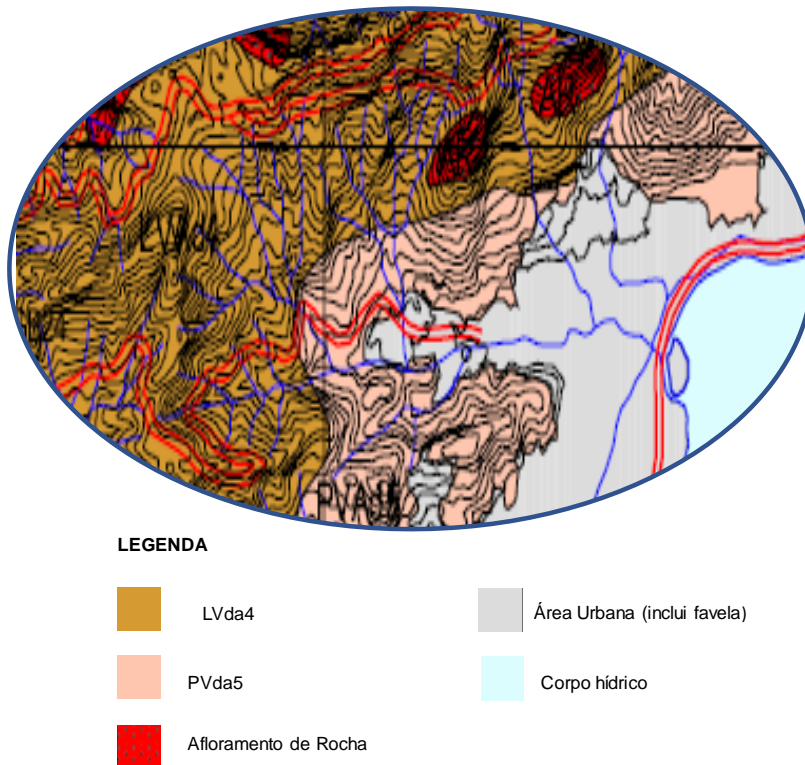 LEGENDA
LVda4
Área Urbana (inclui favela)
PVda5
Corpo hídrico
Afloramento de Rocha